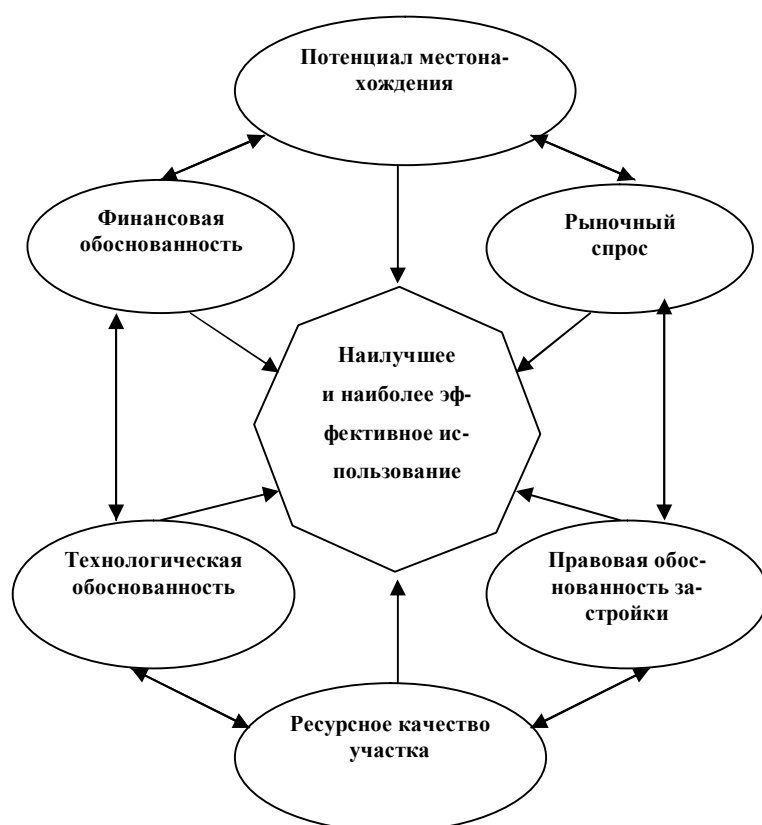 Потенциал местона-
хождения
Финансовая
обоснованность
Рыночный
спрос
Наилучшее
и наиболее эф-
фективное ис-
пользование
Технологическая
обоснованность
Правовая обос-
нованность за-
стройки
Ресурсное качество
участка